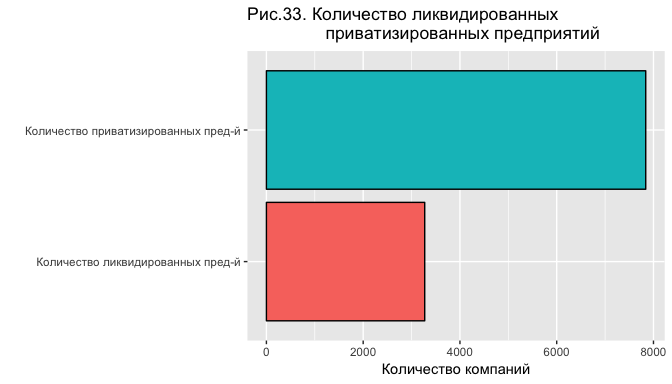 Рис.33. Количество ликвидированных
приватизированных предприятий
Количество приватизированных пред-й
Количество ликвидированных пред-й
0 2000 4000 6000 8000
Количество компаний